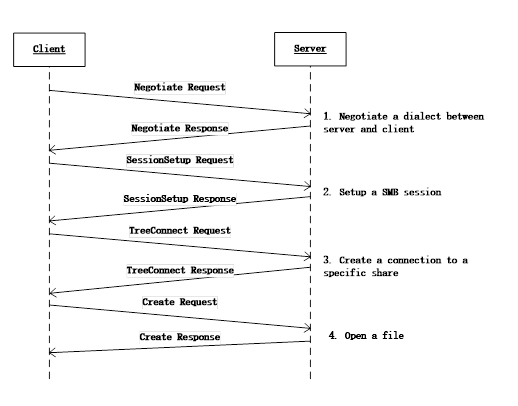 Client
Server
Negotiate Request
1. Negotiate a dialect between
server and client
Negotiate Response
SessionSetup Request
2. Setup a SMB session
SessionSetup Response
TreeConnect Request
3. Create a connection to a
specific share
TreeConnect Response
Create Request
4. Open a file
Create Response